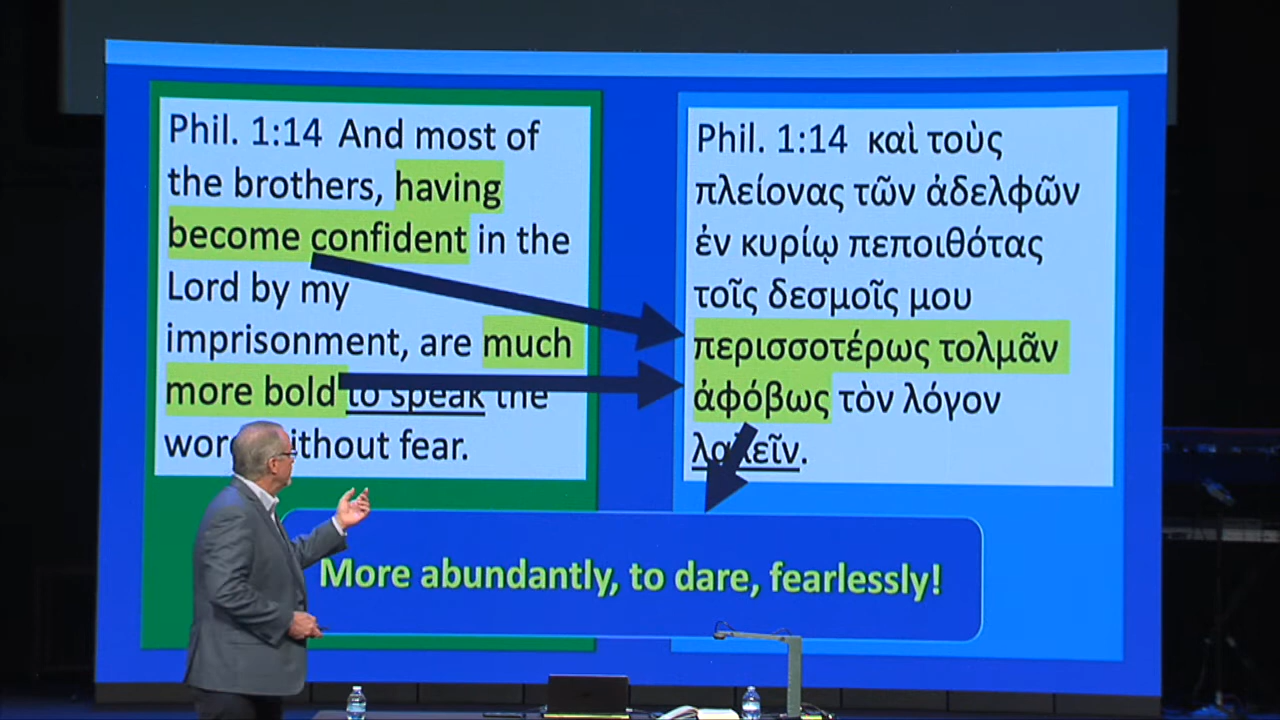 Phil. 1:14 And most of
the brothers, having
become confident in the
Lord by my
imprisonment, are much
more bold to speak the
without fear.
Phil. 1:14 καὶ τοὺς
πλείονας τῶν ἀδελφῶν
ἐν κυρίῳ πεποιθότας
τοῖς δεσμοῖς μου
περισσοτέρως τολμᾶν
ἀφόβως τὸν λόγον
λαλεῖν.
More abundantly, to dare, fearlessly!